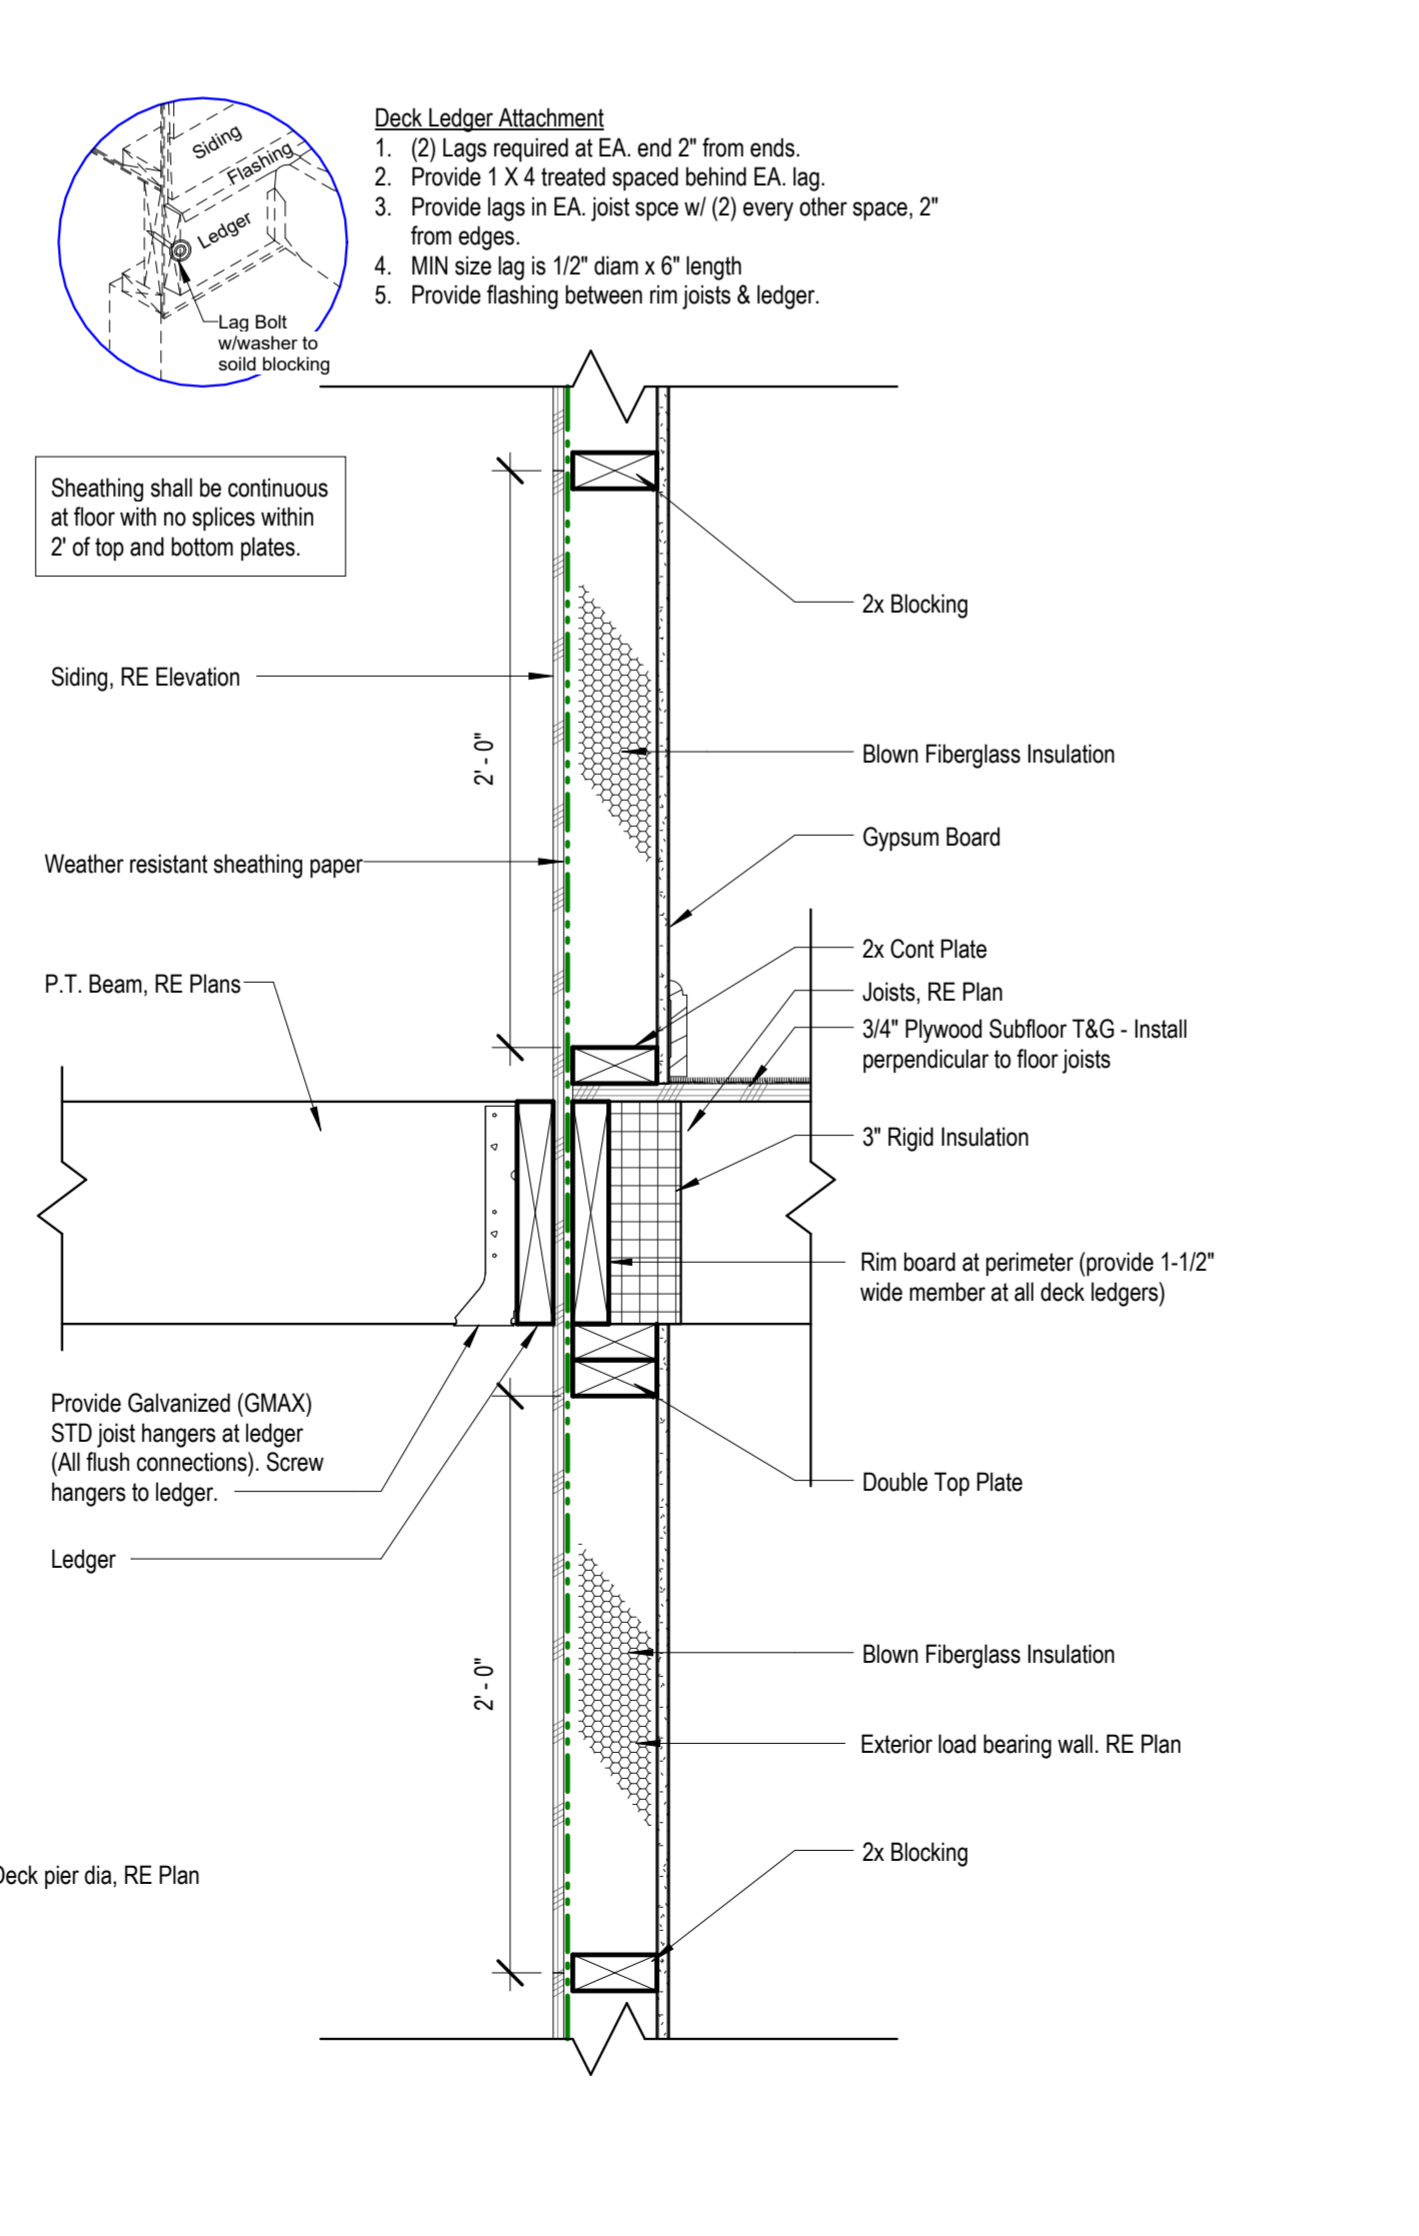 Deck Ledger Attachment
1. (2) Lags required at EA. end 2" from ends.
2. Provide 1 X 4 treated spaced behind EA. lag.
3. Provide lags in EA. joist spce w/ (2) every other space, 2"
from edges.
4. MIN size lag is 1/2" diam x 6" length
5. Provide flashing between rim joists & ledger.
Siding
Flashing
Ledger
Lag Bolt
w/washer to
soild blocking
Sheathing shall be continuous
at floor with no splices within
2' of top and bottom plates.
2x Blocking
Siding, RE Elevation
2' - 0"
Blown Fiberglass Insulation
Gypsum Board
Weather resistant sheathing paper
2x Cont Plate
P.T. Beam, RE Plans
Joists, RE Plan
3/4" Plywood Subfloor T&G - Install
perpendicular to floor joists
3" Rigid Insulation
Rim board at perimeter (provide 1-1/2"
wide member at all deck ledgers)
Provide Galvanized (GMAX)
STD joist hangers at ledger
(All flush connections). Screw
hangers to ledger.
Double Top Plate
Ledger
Blown Fiberglass Insulation
2' - 0"
Exterior load bearing wall. RE Plan
2x Blocking
Deck pier dia, RE Plan